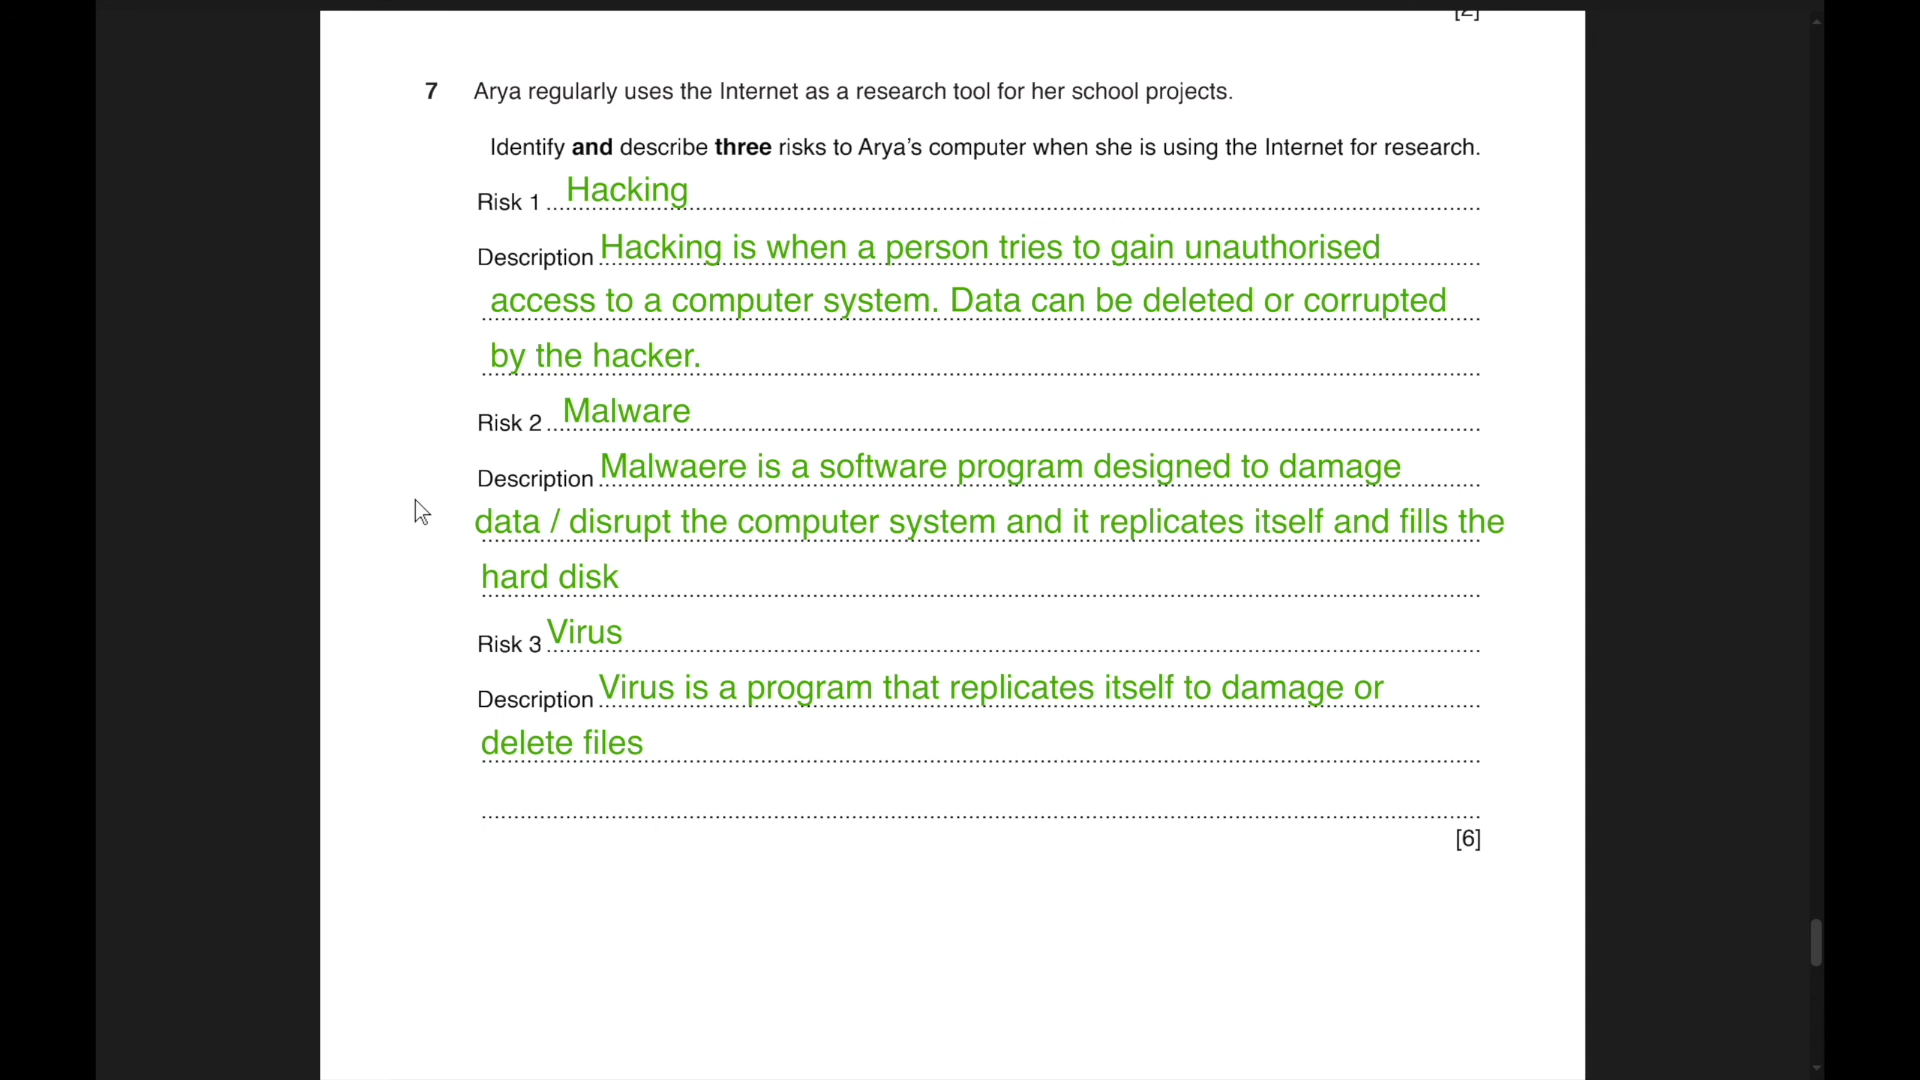 [2]
7 Arya regularly uses the Internet as a research tool for her school projects.
Identify and describe three risks to Arya’s computer when she is using the Internet for research.
Risk 1 Hacking
Description Hacking is when a person tries to gain unauthorised
access to a computer system. Data can be deleted or corrupted
by the hacker.
Risk 2 Malware
Description Malwaere is a software program designed to damage
data / disrupt the computer system and it replicates itself and fills the
hard disk
Risk 3 Virus
Description Virus is a program that replicates itself to damage or
delete files
[6]